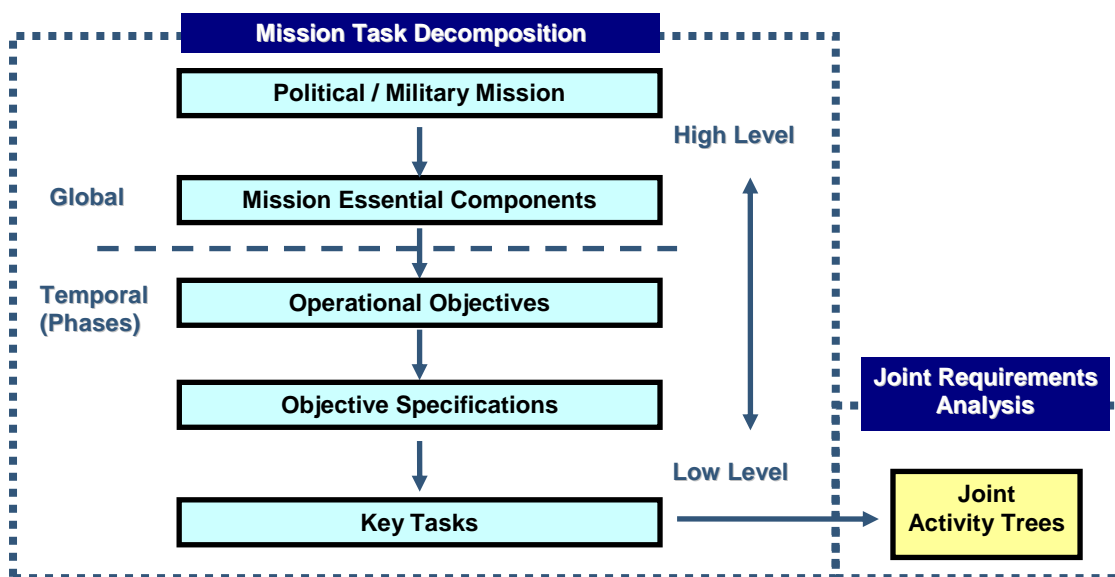 Mission Task Decomposition
Political / Military Mission
High Level
Global
Mission Essential Components
Temporal
(Phases)
Operational Objectives
Joint Requirements
Analysis
Objective Specifications
Low Level
Joint
Activity Trees
Key Tasks